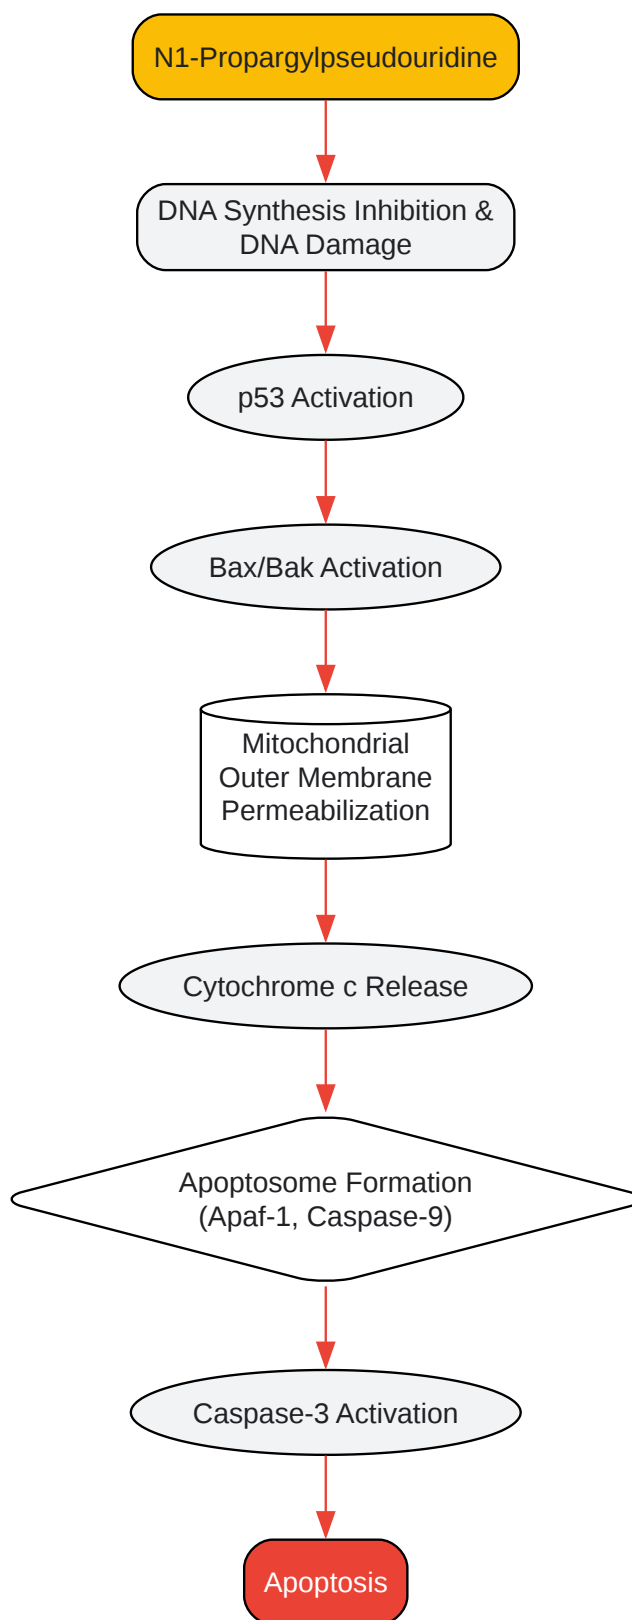 N1-Propargylpseudouridine
DNA Synthesis Inhibition &
DNA Damage
p53 Activation
Bax/Bak Activation
Mitochondrial
Outer Membrane
Permeabilization
Cytochrome c Release
Apoptosome Formation
(Apaf-1, Caspase-9)
Caspase-3 Activation
Apoptosis